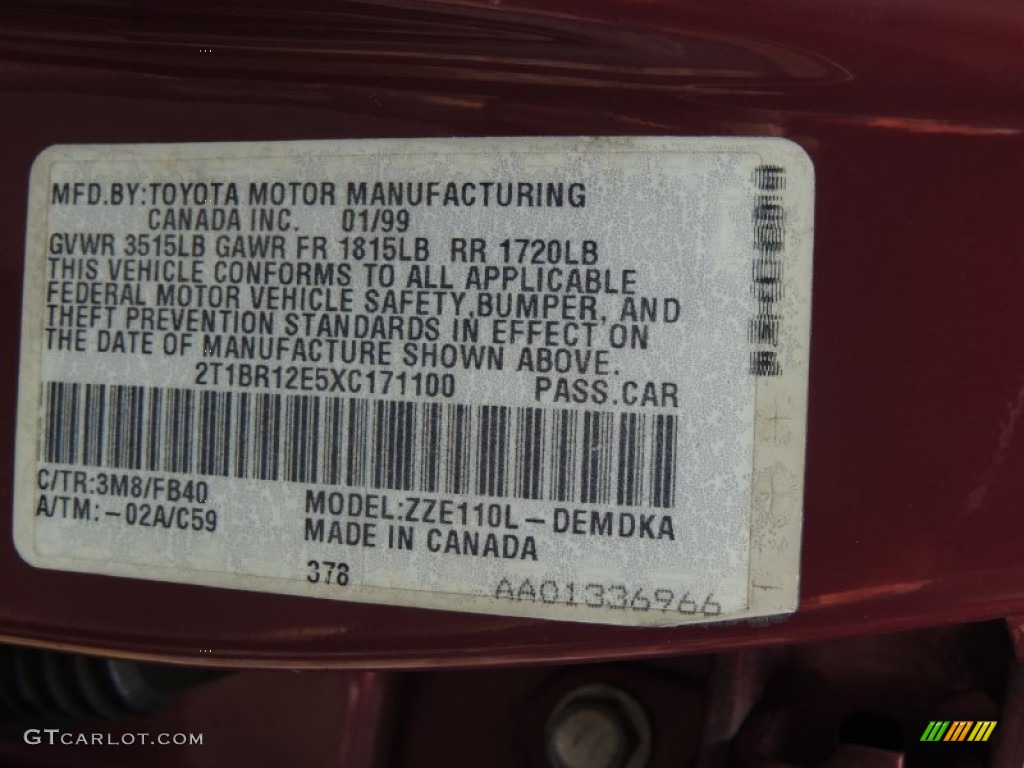 MFD.BY:TOYOTA MOTOR MANUFACTURING
CANADA INC. 01/99
GVWR 3515LB GAWR FR 1815LB RR 1720LB
THIS VEHICLE CONFORMS TO ALL APPLICABLE
FEDERAL MOTOR VEHICLE SAFETY,BUMPER, AND
THEFT PREVENTION STANDARDS IN EFFECT ON
THE DATE OF MANUFACTURE SHOWN ABOVE.
2T1BR12E5XC171100 PASS.CAR
C/TR:3M8/FB40
A/TM:-02A/C59
MODEL:ZZE110L-DEMDKA
MADE IN CANADA
378
AA01336966
GTCARLOT.COM